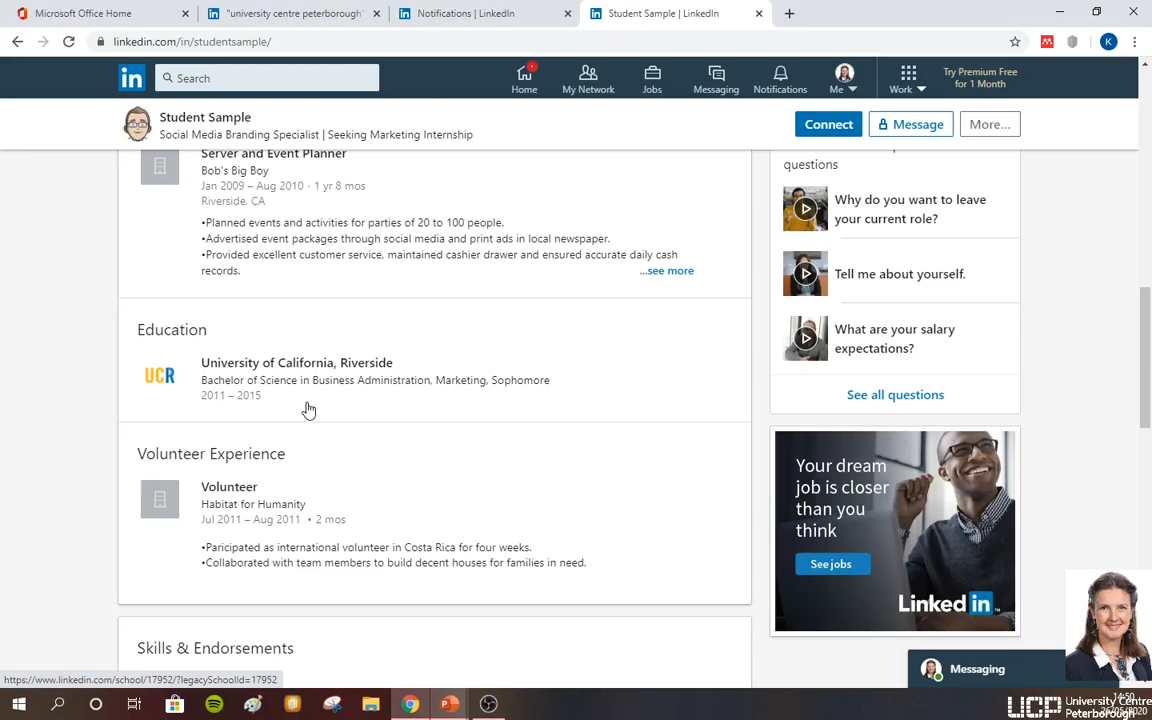 Microsoft Office Home
"university centre peterborough"
Notifications | LinkedIn
Student Sample | LinkedIn
linkedin.com/in/studentsample/
K
in
Search
Home
My Network
Jobs
Messaging
Notifications
Me
Work
Try Premium Free
for 1 Month
Student Sample
Social Media Branding Specialist | Seeking Marketing Internship
Connect
Message
More...
Server and Event Planner
Bob's Big Boy
Jan 2009 – Aug 2010 · 1 yr 8 mos
Riverside, CA
•Planned events and activities for parties of 20 to 100 people.
•Advertised event packages through social media and print ads in local newspaper.
•Provided excellent customer service, maintained cashier drawer and ensured accurate daily cash
records.
...see more
Education
UCR
University of California, Riverside
Bachelor of Science in Business Administration, Marketing, Sophomore
2011 – 2015
Volunteer Experience
Volunteer
Habitat for Humanity
Jul 2011 – Aug 2011 • 2 mos
•Paricipated as international volunteer in Costa Rica for four weeks.
•Collaborated with team members to build decent houses for families in need.
Skills & Endorsements
questions
Why do you want to leave
your current role?
Tell me about yourself.
What are your salary
expectations?
See all questions
Your dream
job is closer
than you
think
See jobs
Linked in
Messaging
https://www.linkedin.com/school/17952/?legacySchoolId=17952
14:50
26/05/2020
UCP University Centre
Peterborough